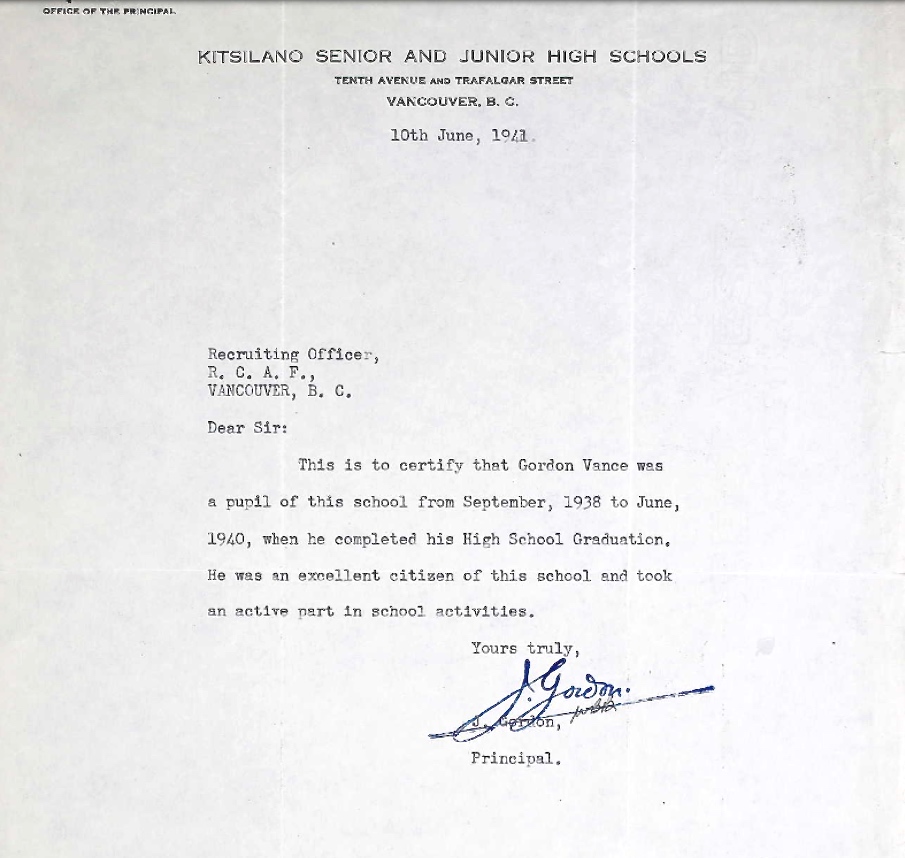 OFFICE OF THE PRINCIPAL
KITSILANO SENIOR AND JUNIOR HIGH SCHOOLS
TENTH AVENUE AND TRAFALGAR STREET
VANCOUVER, B. C.
10th June, 1941.
Recruiting Officer,
R. C. A. F.,
VANCOUVER, B. C.
Dear Sir:
This is to certify that Gordon Vance was
a pupil of this school from September, 1938 to June,
1940, when he completed his High School Graduation.
He was an excellent citizen of this school and took
an active part in school activities.
Yours truly,
J. Gordon.
J. Gordon,
Principal.